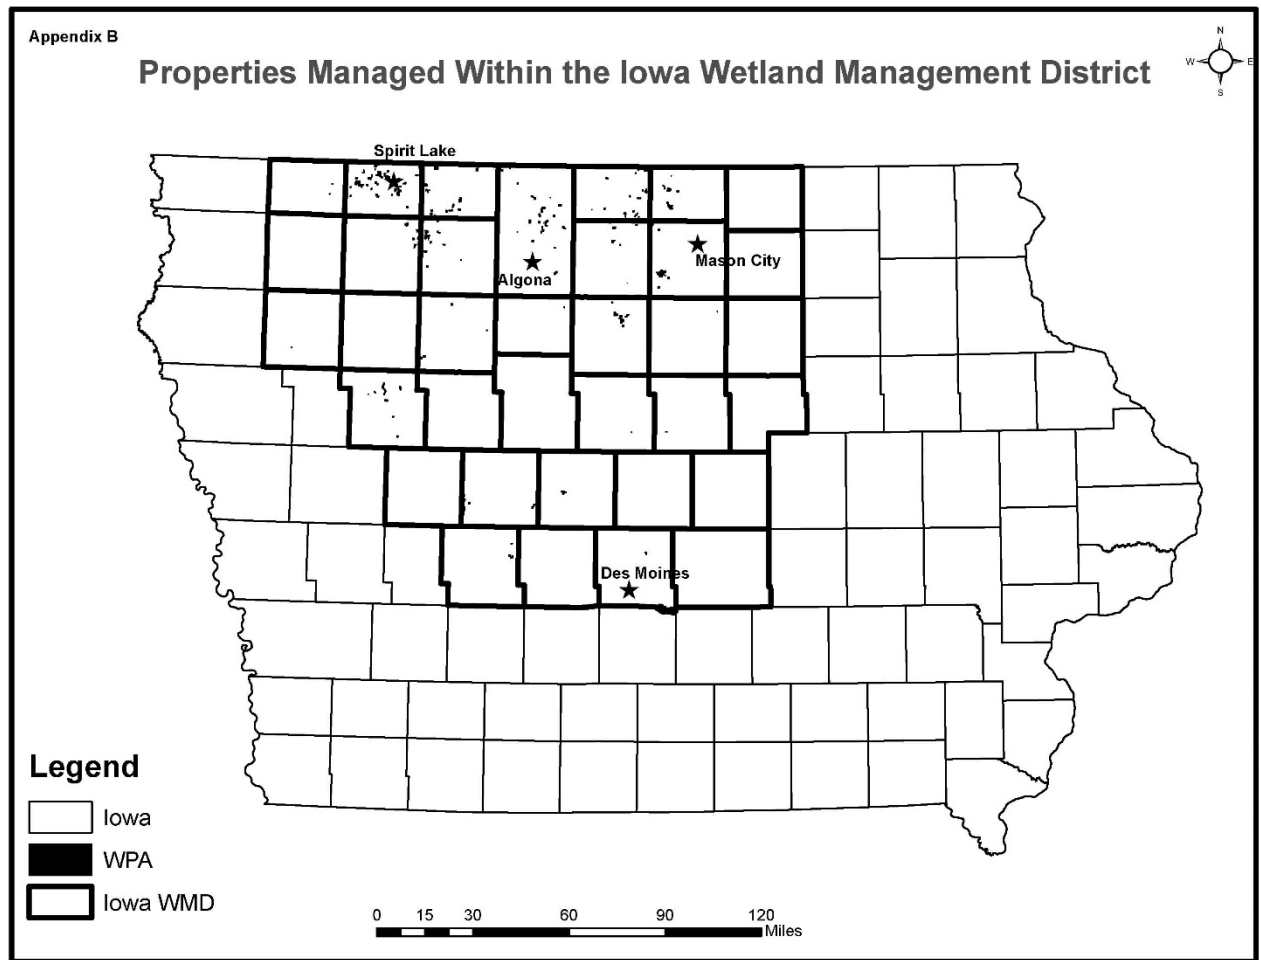 Appendix B
Properties Managed Within the Iowa Wetland Management District
N
W E
S
Spirit Lake
Mason City
Algona
Des Moines
Legend
Iowa
WPA
Iowa WMD
0 15 30 60 90 120
Miles